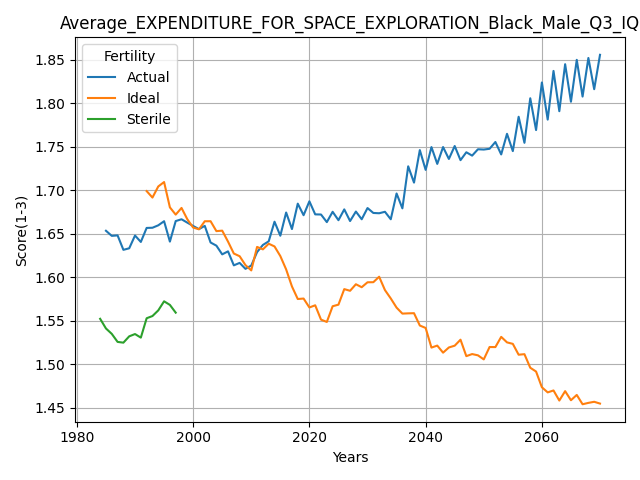 Average_EXPENDITURE_FOR_SPACE_EXPLORATION_Black_Male_Q3_IQ
Fertility
Actual
Ideal
Sterile
Score(1-3)
1.85
1.80
1.75
1.70
1.65
1.60
1.55
1.50
1.45
1980
2000
2020
2040
2060
Years